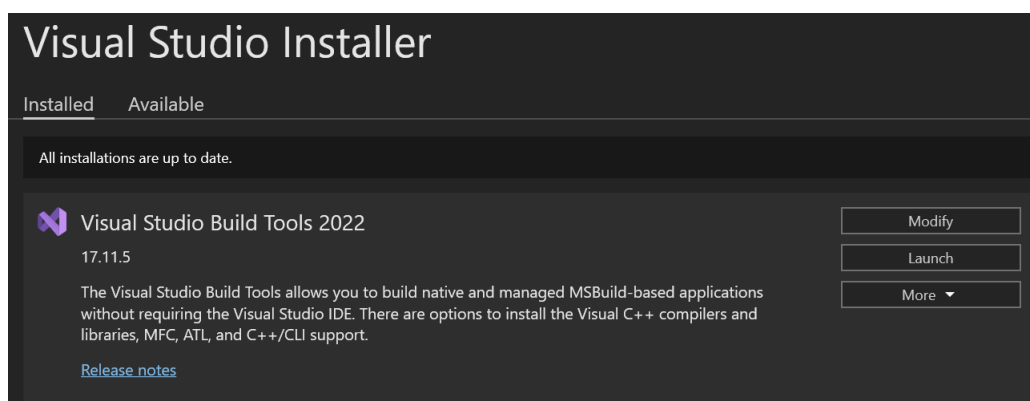 Visual Studio Installer
Installed Available
All installations are up to date.
Visual Studio Build Tools 2022
Modify
17.11.5
Launch
The Visual Studio Build Tools allows you to build native and managed MSBuild-based applications
More
without requiring the Visual Studio IDE. There are options to install the Visual C++ compilers and
libraries, MFC, ATL, and C++/CLI support.
Release notes